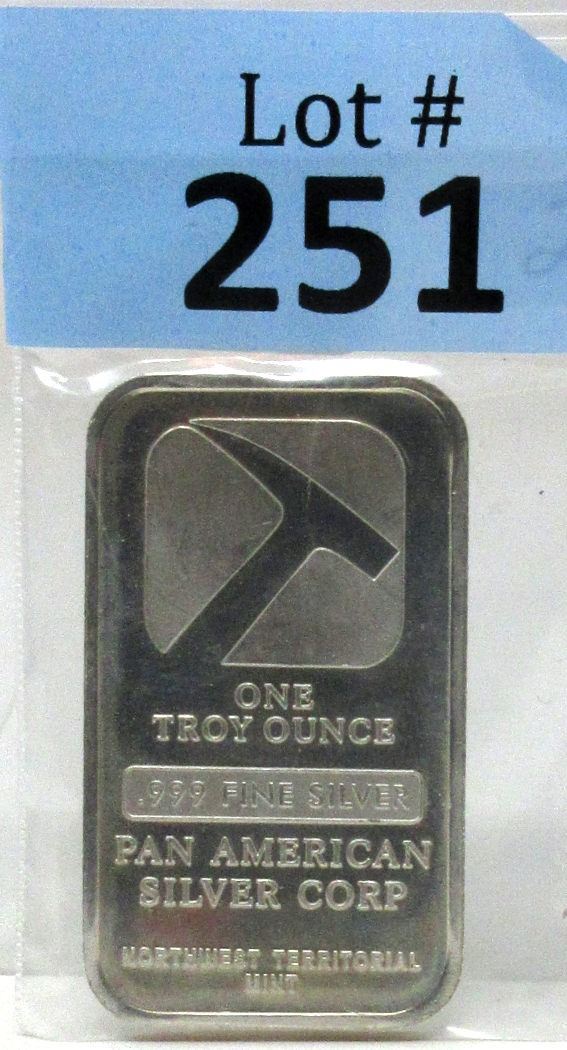 Lot #
251
ONE
TROY OUNCE
.999 FINE SILVER
PAN AMERICAN
SILVER CORP
NORTHWEST TERRITORIAL
MINT